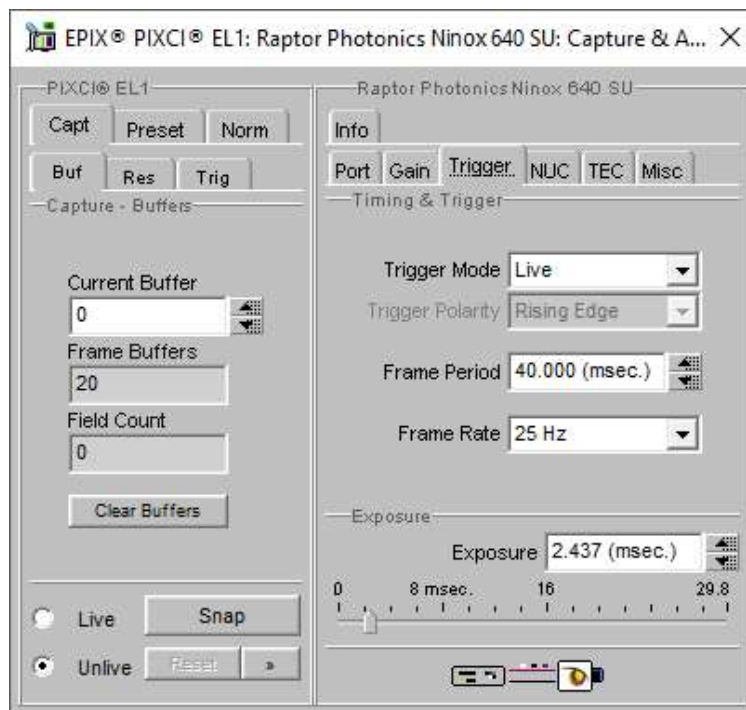 EPIX® PIXCI® EL1: Raptor Photonics Ninox 640 SU: Capture & A...
PIXCI® EL1
Capt Preset Norm
Buf Res Trig
Capture - Buffers
Current Buffer
0
Frame Buffers
20
Field Count
0
Clear Buffers
Live Snap
Unlive Reset »
Raptor Photonics Ninox 640 SU
Info
Port Gain Trigger NUC TEC Misc
Timing & Trigger
Trigger Mode Live
Trigger Polarity Rising Edge
Frame Period 40.000 (msec.)
Frame Rate 25 Hz
Exposure
Exposure 2.437 (msec.)
0 8 msec. 16 29.8